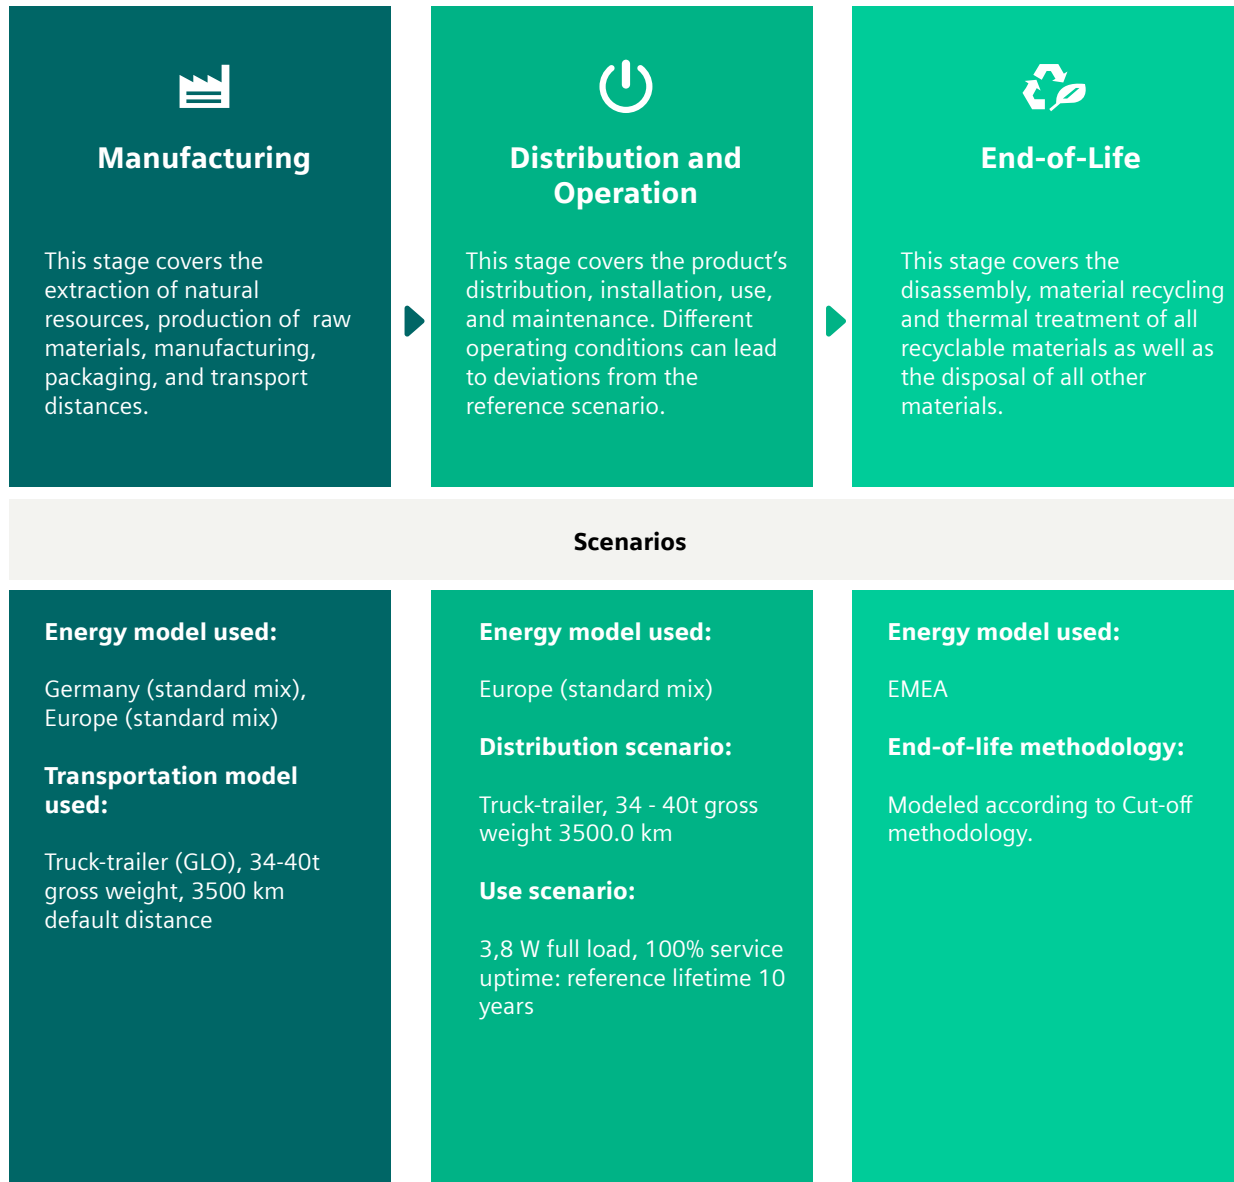 Manufacturing
This stage covers the
extraction of natural
resources, production of  raw
materials, manufacturing,
packaging, and transport
distances.
Distribution and
Operation
This stage covers the product’s
distribution, installation, use,
and maintenance. Different
operating conditions can lead
to deviations from the
reference scenario.
End-of-Life
This stage covers the
disassembly, material recycling
and thermal treatment of all
recyclable materials as well as
the disposal of all other
materials.
Scenarios
Energy model used:
Germany (standard mix),
Europe (standard mix)
Transportation model
used:
Truck-trailer (GLO), 34-40t
gross weight, 3500 km
default distance
Energy model used:
Europe (standard mix)
Distribution scenario:
Truck-trailer, 34 - 40t gross
weight 3500.0 km
Use scenario:
3,8 W full load, 100% service
uptime: reference lifetime 10
years
Energy model used:
EMEA
End-of-life methodology:
Modeled according to Cut-off
methodology.